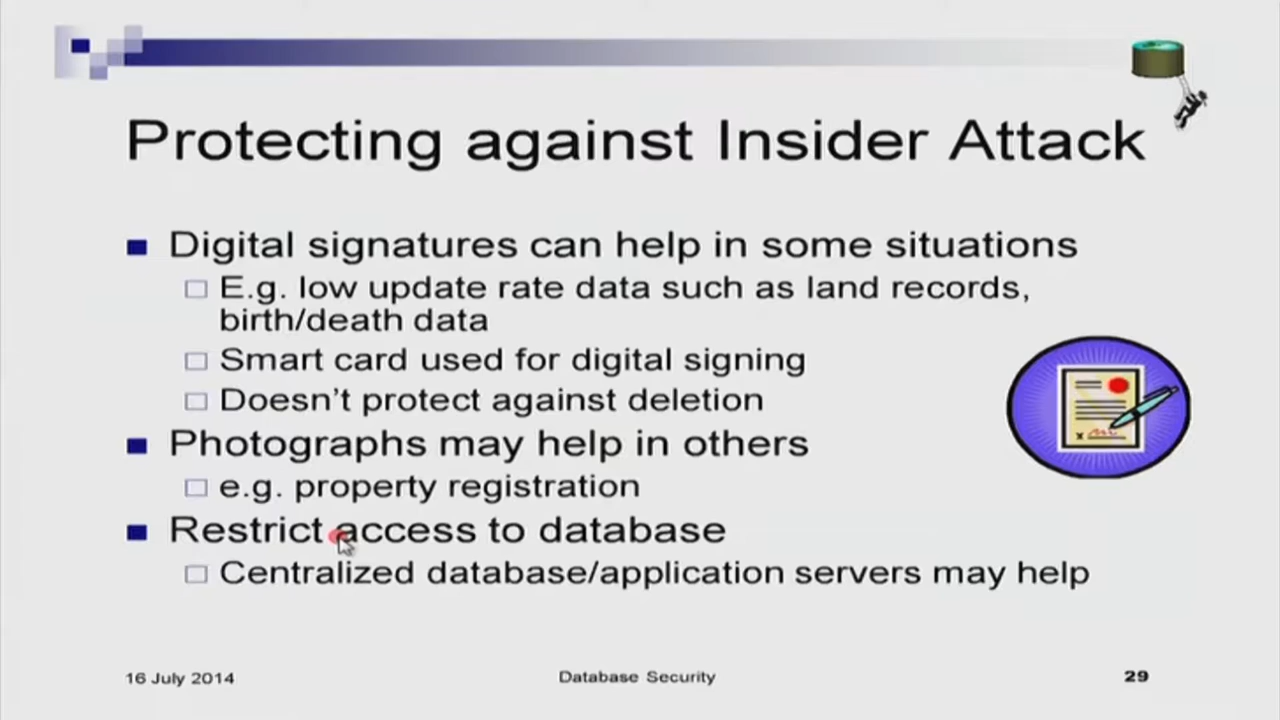 Protecting against Insider Attack
Digital signatures can help in some situations
E.g. low update rate data such as land records,
birth/death data
Smart card used for digital signing
Doesn't protect against deletion
Photographs may help in others
e.g. property registration
Restrict access to database
Centralized database/application servers may help
16 July 2014
Database Security
29